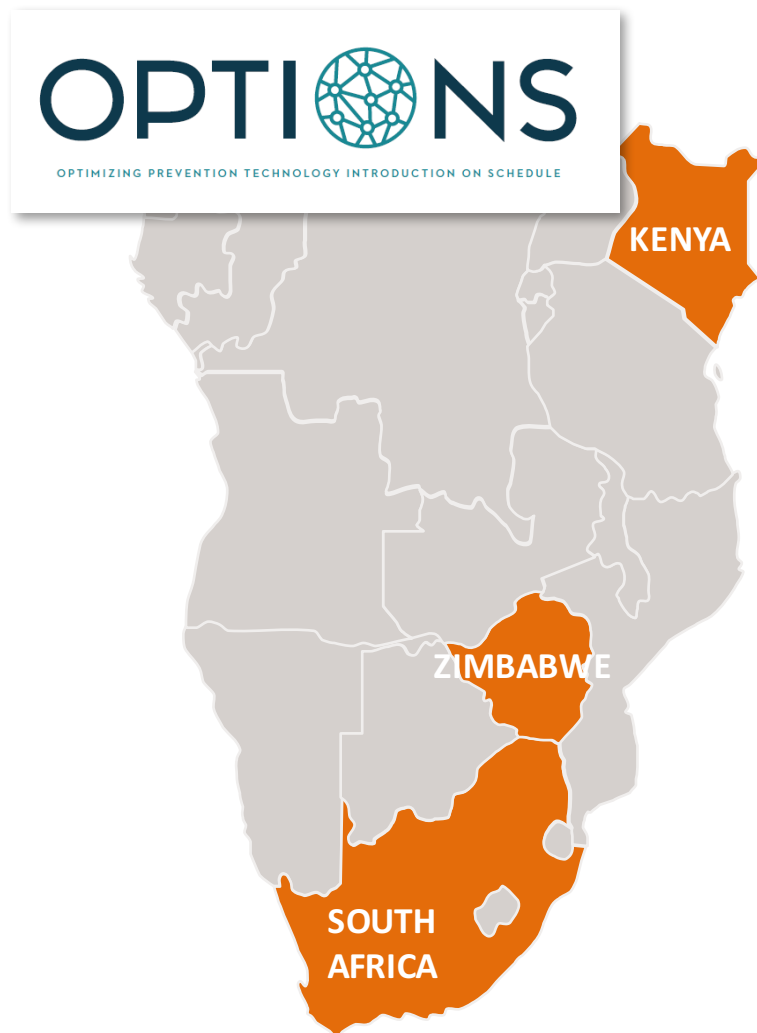 OPTIONS
OPTIMIZING PREVENTION TECHNOLOGY INTRODUCTION ON SCHEDULE
KENYA
ZIMBABWE
SOUTH
AFRICA